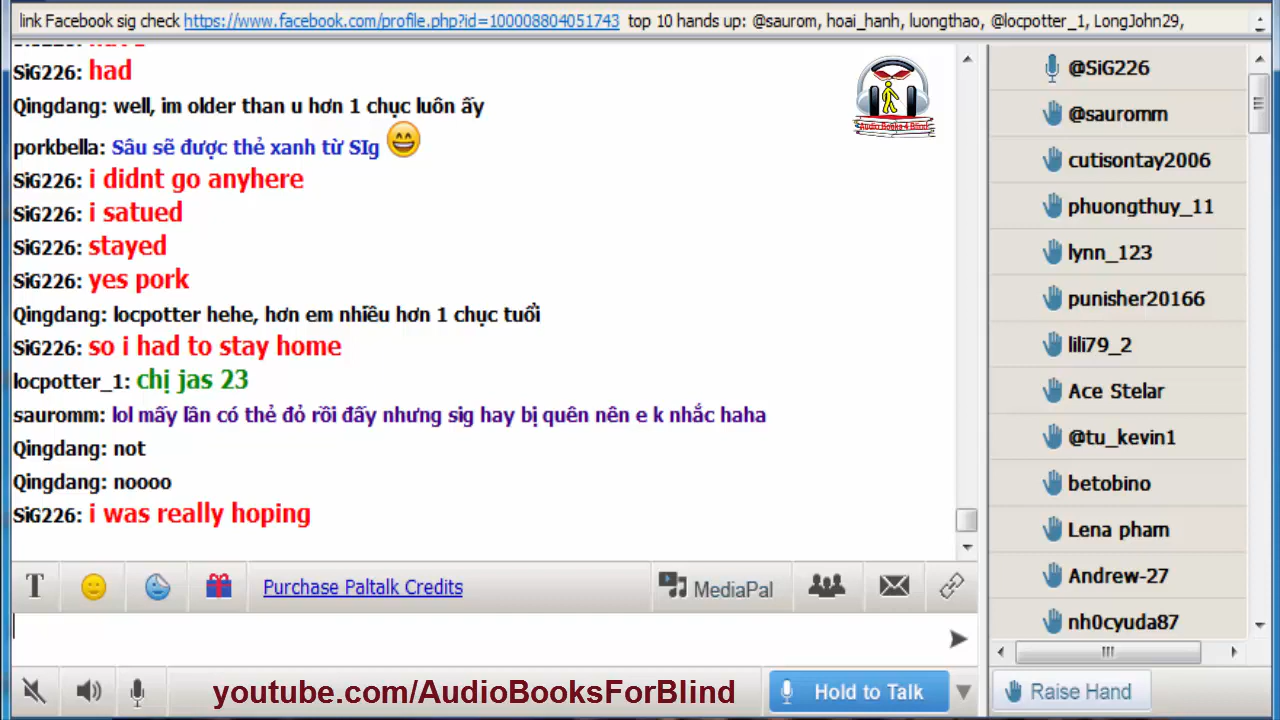 link Facebook sig check https://www.facebook.com/profile.php?id=100008804051743 top 10 hands up: @saurom, hoai_hanh, luongthao, @locpotter_1, LongJohn29,
SiG226: had
Qingdang: well, im older than u hơn 1 chục luôn ấy
porkbella: Sâu sẽ được thẻ xanh từ SIg
SiG226: i didnt go anyhere
SiG226: i satued
SiG226: stayed
SiG226: yes pork
Qingdang: locpotter hehe, hơn em nhiều hơn 1 chục tuổi
SiG226: so i had to stay home
locpotter_1: chị jas 23
sauromm: lol mấy lần có thẻ đỏ rồi đấy nhưng sig hay bị quên nên e k nhắc haha
Qingdang: not
Qingdang: noooo
SiG226: i was really hoping
Audio Books 4 Blind
T
Purchase Paltalk Credits
MediaPal
youtube.com/AudioBooksForBlind
Hold to Talk
@SiG226
@sauromm
cutisontay2006
phuongthuy_11
lynn_123
punisher20166
lili79_2
Ace Stelar
@tu_kevin1
betobino
Lena pham
Andrew-27
nh0cyuda87
Raise Hand